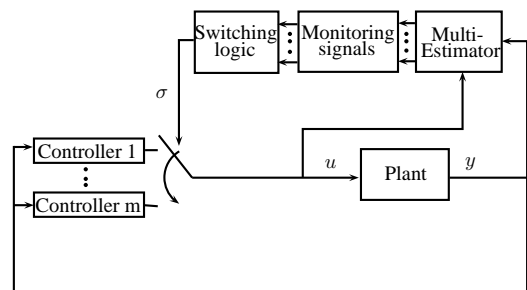 Switching
logic
Monitoring
signals
Multi-
Estimator
σ
Controller 1
Controller m
u
Plant
y